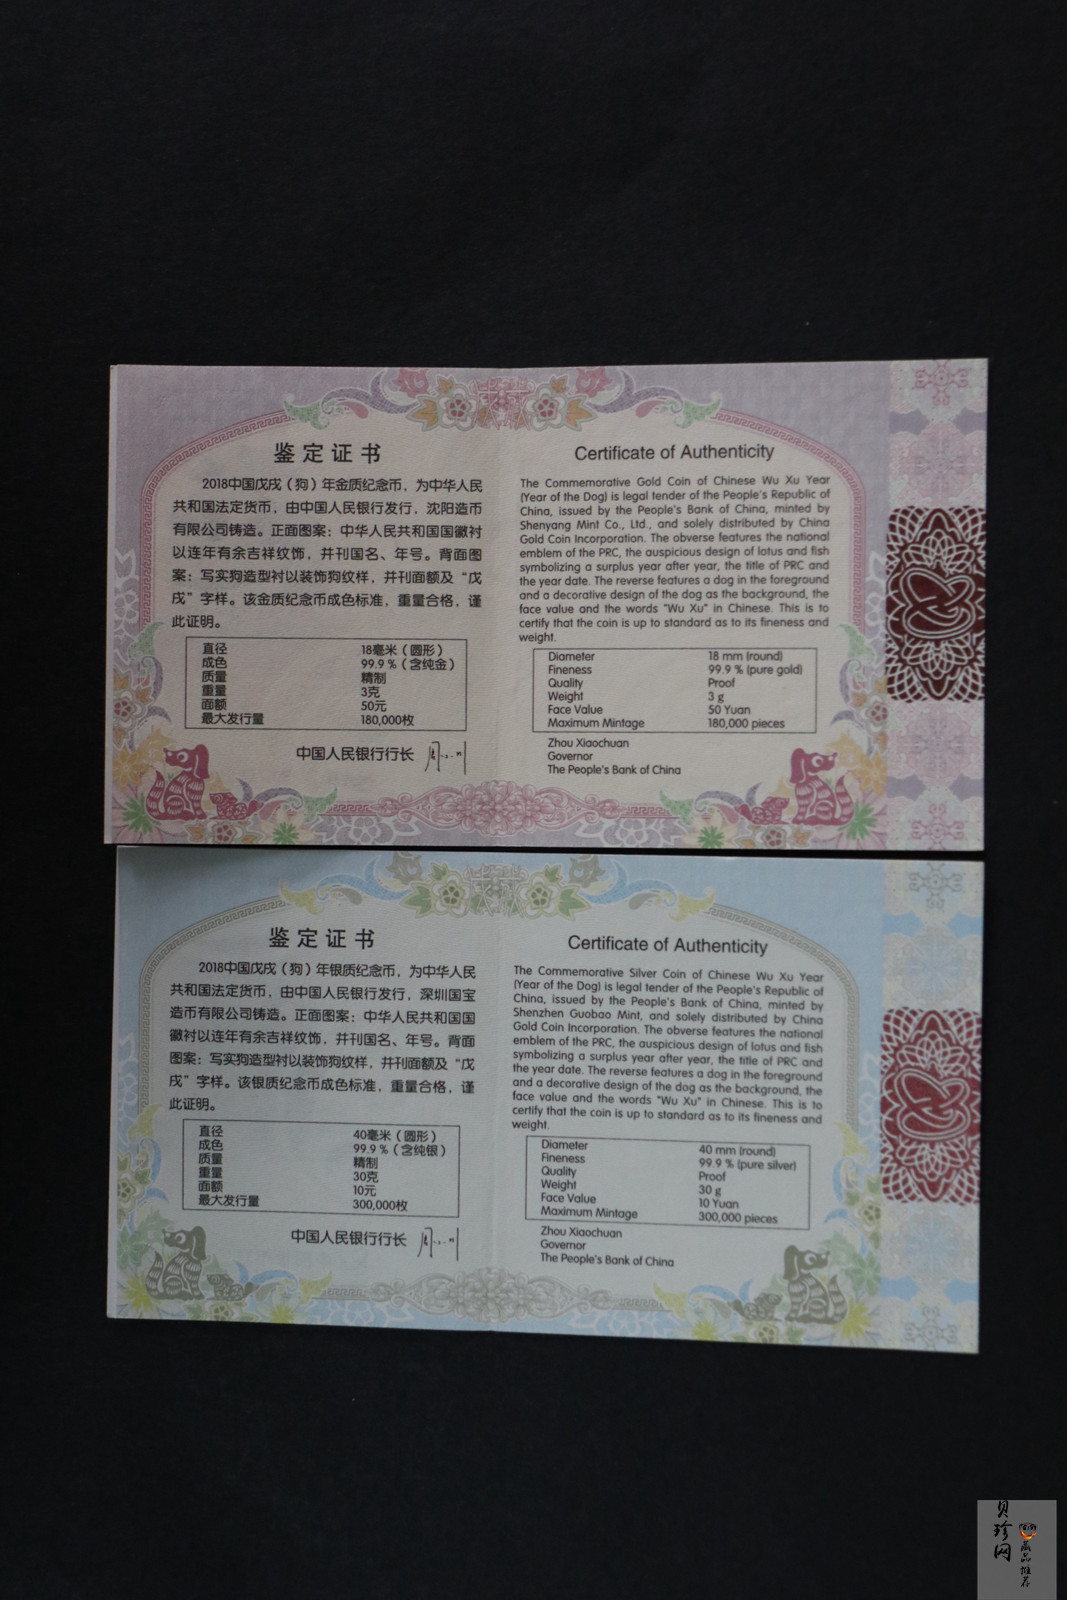 鉴定证书
2018中国戊戌（狗）年金质纪念币，为中华人民
共和国法定货币，由中国人民银行发行，沈阳造币
有限公司铸造。正面图案：中华人民共和国国徽衬
以连年有余吉祥纹饰，并刊国名、年号。背面图
案：写实狗造型衬以装饰狗纹样，并刊面额及“戊
戌”字样。该金质纪念币成色标准，重量合格，谨
此证明。
直径 18毫米（圆形）
成色 99.9％（含纯金）
质量 精制
重量 3克
面额 50元
最大发行量 180,000枚
中国人民银行行长
Certificate of Authenticity
The Commemorative Gold Coin of Chinese Wu Xu Year
(Year of the Dog) is legal tender of the People's Republic of
China, issued by the People's Bank of China, minted by
Shenyang Mint Co., Ltd., and solely distributed by China
Gold Coin Incorporation. The obverse features the national
emblem of the PRC, the auspicious design of lotus and fish
symbolizing a surplus year after year, the title of PRC and
the year date. The reverse features a dog in the foreground
and a decorative design of the dog as the background, the
face value and the words "Wu Xu" in Chinese. This is to
certify that the coin is up to standard as to its fineness and
weight.
Diameter 18 mm (round)
Fineness 99.9 % (pure gold)
Quality Proof
Weight 3 g
Face Value 50 Yuan
Maximum Mintage 180,000 pieces
Zhou Xiaochuan
Governor
The People's Bank of China
鉴定证书
2018中国戊戌（狗）年银质纪念币，为中华人民
共和国法定货币，由中国人民银行发行，深圳国宝
造币有限公司铸造。正面图案：中华人民共和国国
徽衬以连年有余吉祥纹饰，并刊国名、年号。背面
图案：写实狗造型衬以装饰狗纹样，并刊面额及“戊
戌”字样。该银质纪念币成色标准，重量合格，谨
此证明。
直径 40毫米（圆形）
成色 99.9％（含纯银）
质量 精制
重量 30克
面额 10元
最大发行量 300,000枚
中国人民银行行长
Certificate of Authenticity
The Commemorative Silver Coin of Chinese Wu Xu Year
(Year of the Dog) is legal tender of the People's Republic of
China, issued by the People's Bank of China, minted by
Shenzhen Guobao Mint, and solely distributed by China
Gold Coin Incorporation. The obverse features the national
emblem of the PRC, the auspicious design of lotus and fish
symbolizing a surplus year after year, the title of PRC and
the year date. The reverse features a dog in the foreground
and a decorative design of the dog as the background, the
face value and the words "Wu Xu" in Chinese. This is to
certify that the coin is up to standard as to its fineness and
weight.
Diameter 40 mm (round)
Fineness 99.9 % (pure silver)
Quality Proof
Weight 30 g
Face Value 10 Yuan
Maximum Mintage 300,000 pieces
Zhou Xiaochuan
Governor
The People's Bank of China
贝珍网
藏品推荐